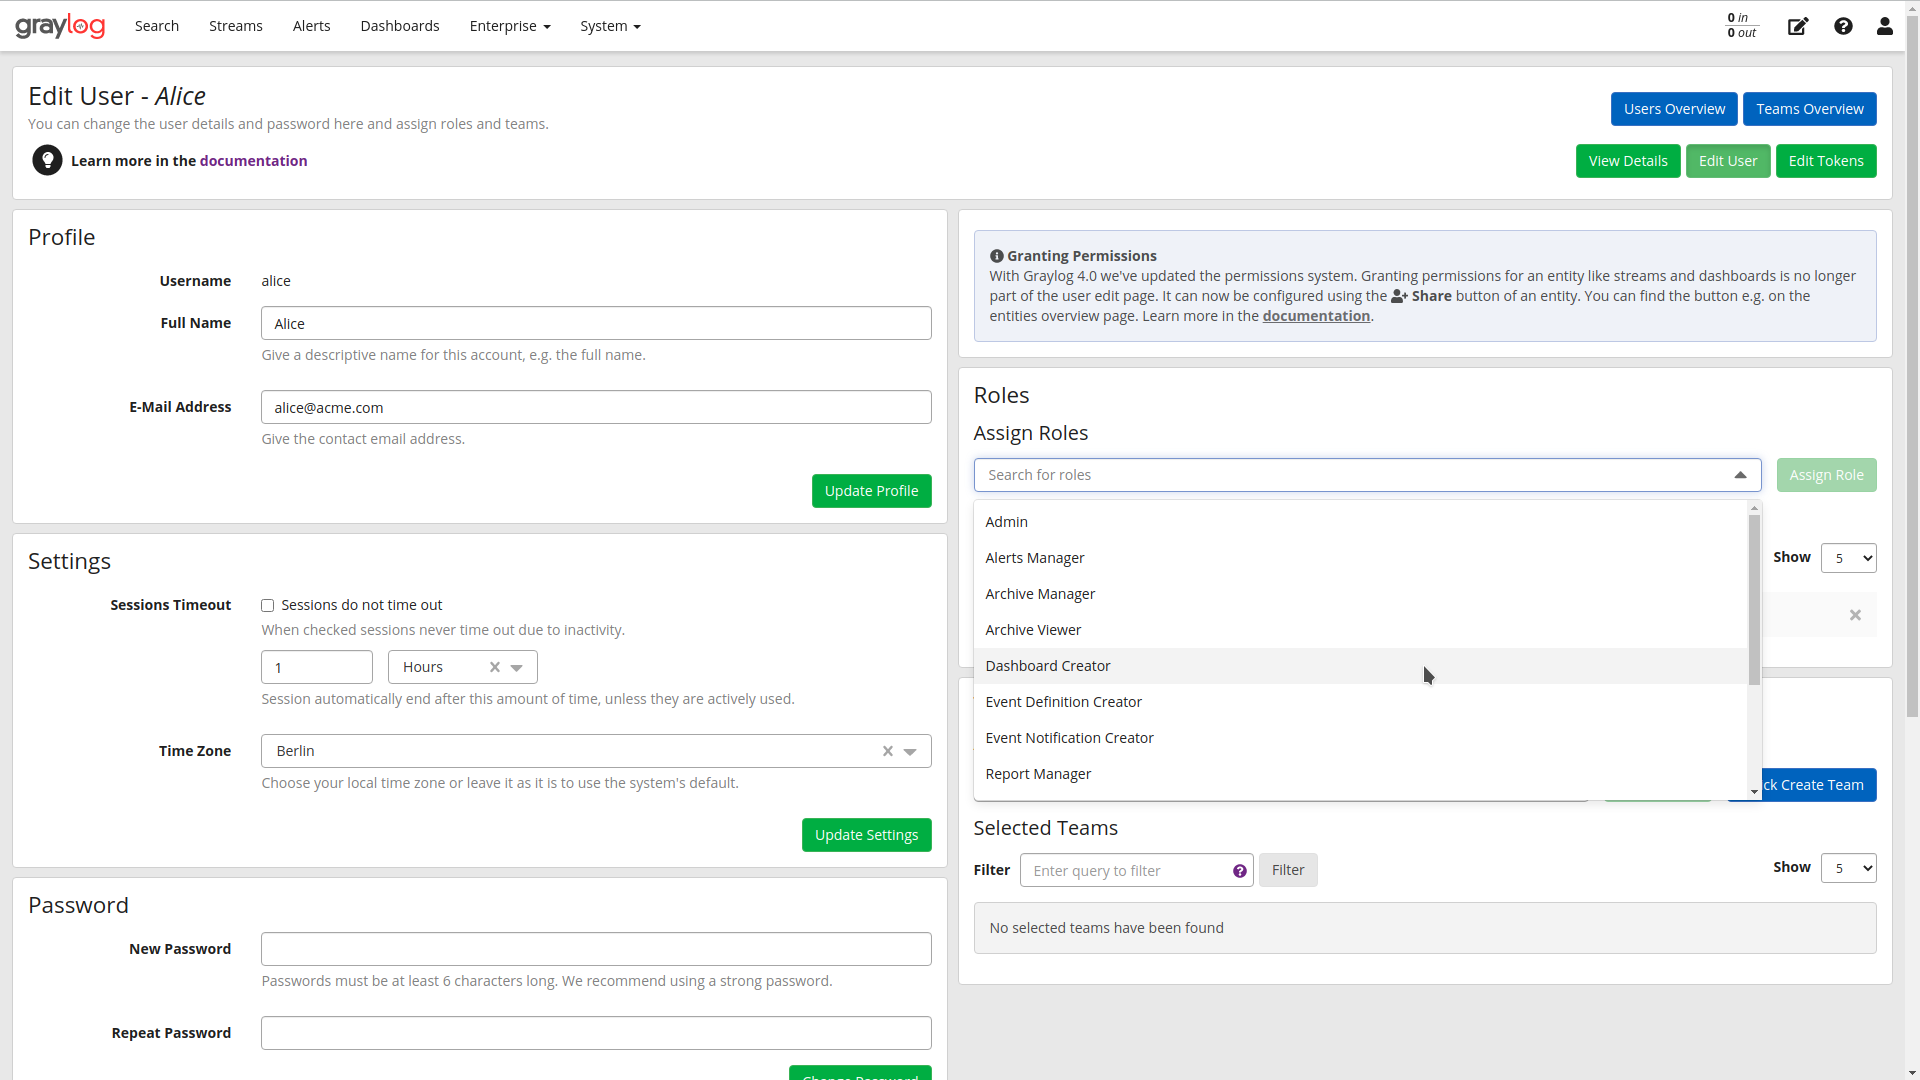 graylog Search Streams Alerts Dashboards Enterprise System
0 in
0 out
Edit User - Alice
You can change the user details and password here and assign roles and teams.
Learn more in the documentation
Users Overview Teams Overview
View Details Edit User Edit Tokens
Profile
Username alice
Full Name Alice
Give a descriptive name for this account, e.g. the full name.
E-Mail Address alice@acme.com
Give the contact email address.
Update Profile
Settings
Sessions Timeout Sessions do not time out
When checked sessions never time out due to inactivity.
1 Hours
Session automatically end after this amount of time, unless they are actively used.
Time Zone Berlin
Choose your local time zone or leave it as it is to use the system's default.
Update Settings
Password
New Password
Passwords must be at least 6 characters long. We recommend using a strong password.
Repeat Password
Change Password
Granting Permissions
With Graylog 4.0 we've updated the permissions system. Granting permissions for an entity like streams and dashboards is no longer
part of the user edit page. It can now be configured using the Share button of an entity. You can find the button e.g. on the
entities overview page. Learn more in the documentation.
Roles
Assign Roles
Search for roles Assign Role
Admin
Alerts Manager
Archive Manager
Archive Viewer
Dashboard Creator
Event Definition Creator
Event Notification Creator
Report Manager
Show 5
ck Create Team
Selected Teams
Filter Enter query to filter Filter Show 5
No selected teams have been found